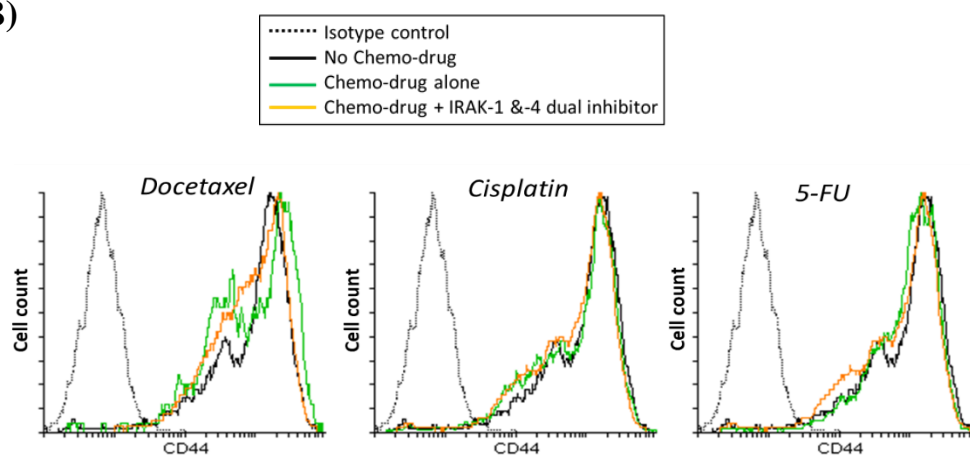 B)
Isotype control
No Chemo-drug
Chemo-drug alone
Chemo-drug + IRAK-1 &-4 dual inhibitor
Docetaxel
Cisplatin
5-FU
Cell count
Cell count
Cell count
CD44
CD44
CD44